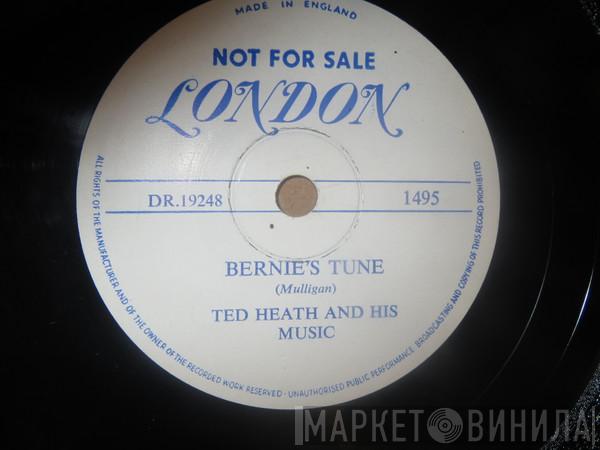 MADE IN ENGLAND
NOT FOR SALE
LONDON
DR.19248
1495
BERNIE'S TUNE
(Mulligan)
TED HEATH AND HIS
MUSIC
ALL RIGHTS OF THE MANUFACTURER AND OF THE OWNER OF THE RECORDED WORK RESERVED · UNAUTHORISED PUBLIC PERFORMANCE BROADCASTING AND COPYING OF THIS RECORD PROHIBITED
МАРКЕТ ВИНИЛА